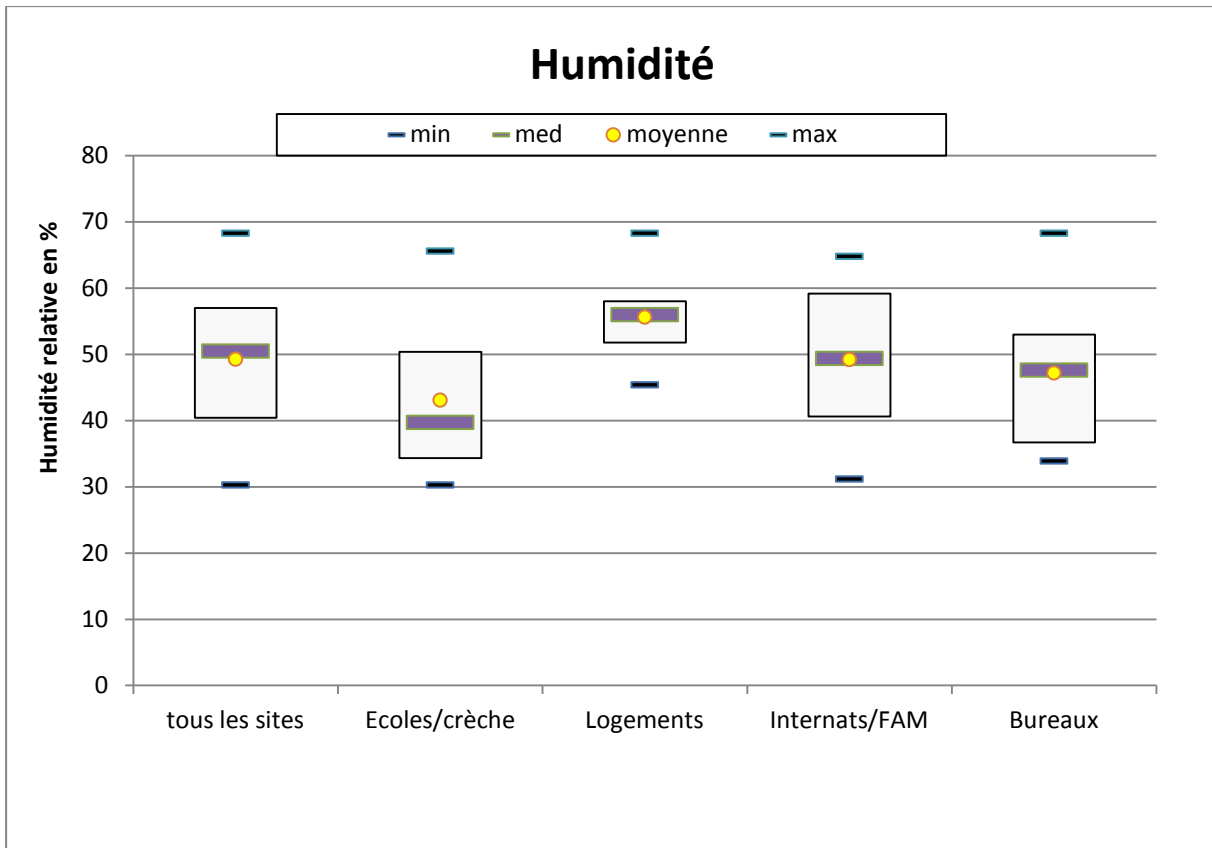 Humidité
min med moyenne max
Humidité relative en %
80
70
60
50
40
30
20
10
0
tous les sites Ecoles/crèche Logements Internats/FAM Bureaux